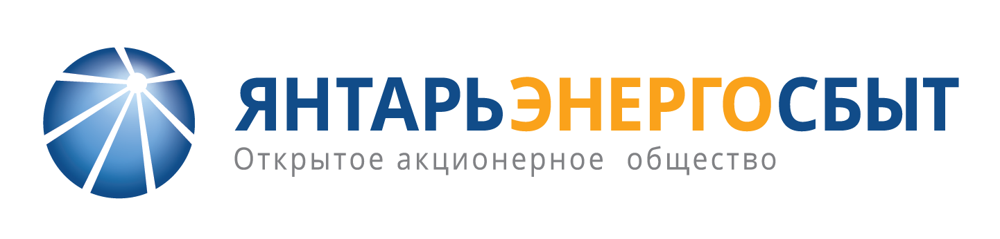 ЯНТАРЬЭНЕРГОСБЫТ
Открытое акционерное общество